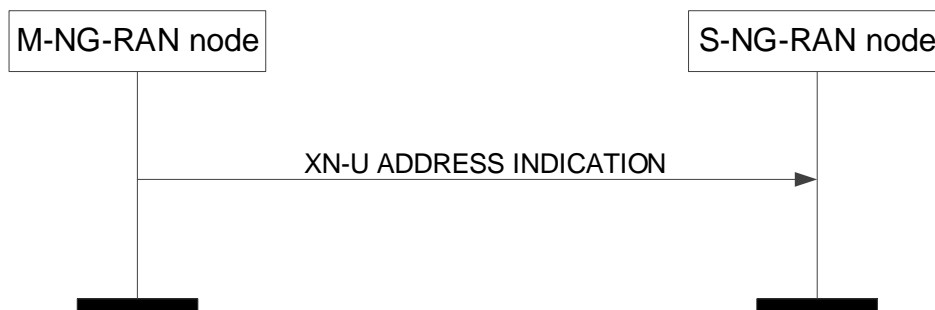 M-NG-RAN node
S-NG-RAN node
XN-U ADDRESS INDICATION